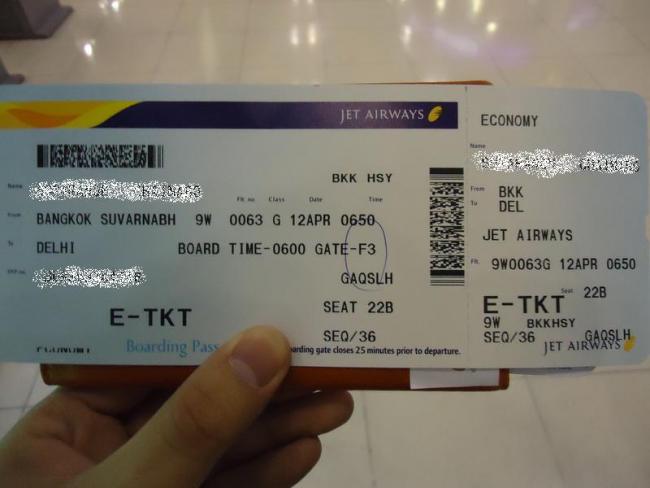 JET AIRWAYS
BKK HSY
Name
Flt. no Class Date Time
From
BANGKOK SUVARNABH 9W 0063 G 12APR 0650
To
DELHI BOARD TIME-0600 GATE-F3
GAQSLH
E-TKT
SEAT 22B
SEQ/36
Boarding Pass
boarding gate closes 25 minutes prior to departure.
ECONOMY
Name
From BKK
To DEL
JET AIRWAYS
Flt. 9W0063G 12APR 0650
Seat 22B
E-TKT
9W BKKHSY
SEQ/36 GAQSLH
JET AIRWAYS